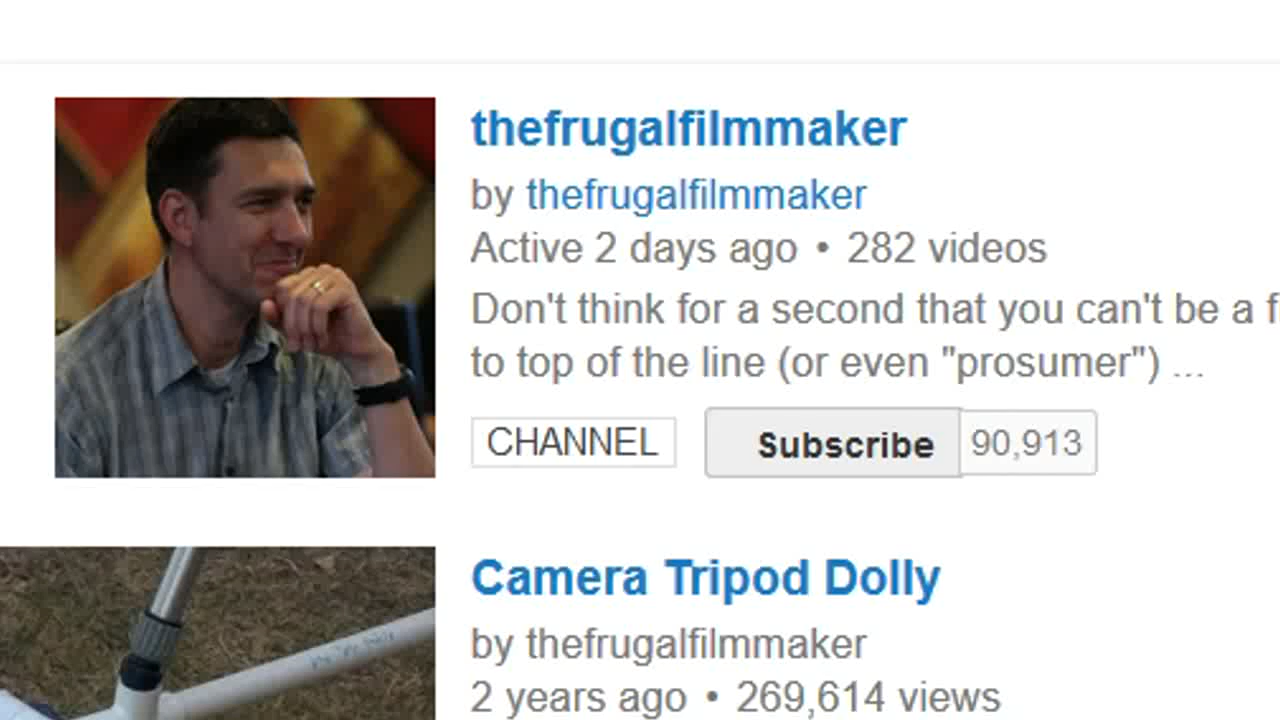 thefrugalfilmmaker
by thefrugalfilmmaker
Active 2 days ago • 282 videos
Don't think for a second that you can't be a f
to top of the line (or even "prosumer") ...
CHANNEL Subscribe 90,913
Camera Tripod Dolly
by thefrugalfilmmaker
2 years ago • 269,614 views